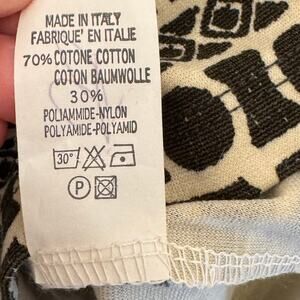 MADE IN ITALY
FABRIQUE' EN ITALIE
70% COTONE COTTON
COTON BAUMWOLLE
30%
POLIAMMIDE-NYLON
POLYAMIDE-POLYAMID
30°
P